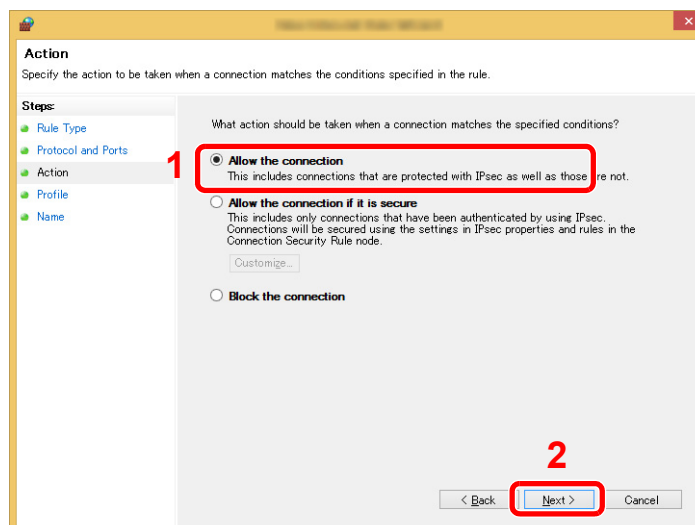 Action
Specify the action to be taken when a connection matches the conditions specified in the rule.
Steps:
Rule Type
Protocol and Ports
Action
Profile
Name
What action should be taken when a connection matches the specified conditions?
1
Allow the connection
This includes connections that are protected with IPsec as well as those re not.
Allow the connection if it is secure
This includes only connections that have been authenticated by using IPsec.
Connections will be secured using the settings in IPsec properties and rules in the
Connection Security Rule node.
Customize...
Block the connection
2
< Back
Next >
Cancel